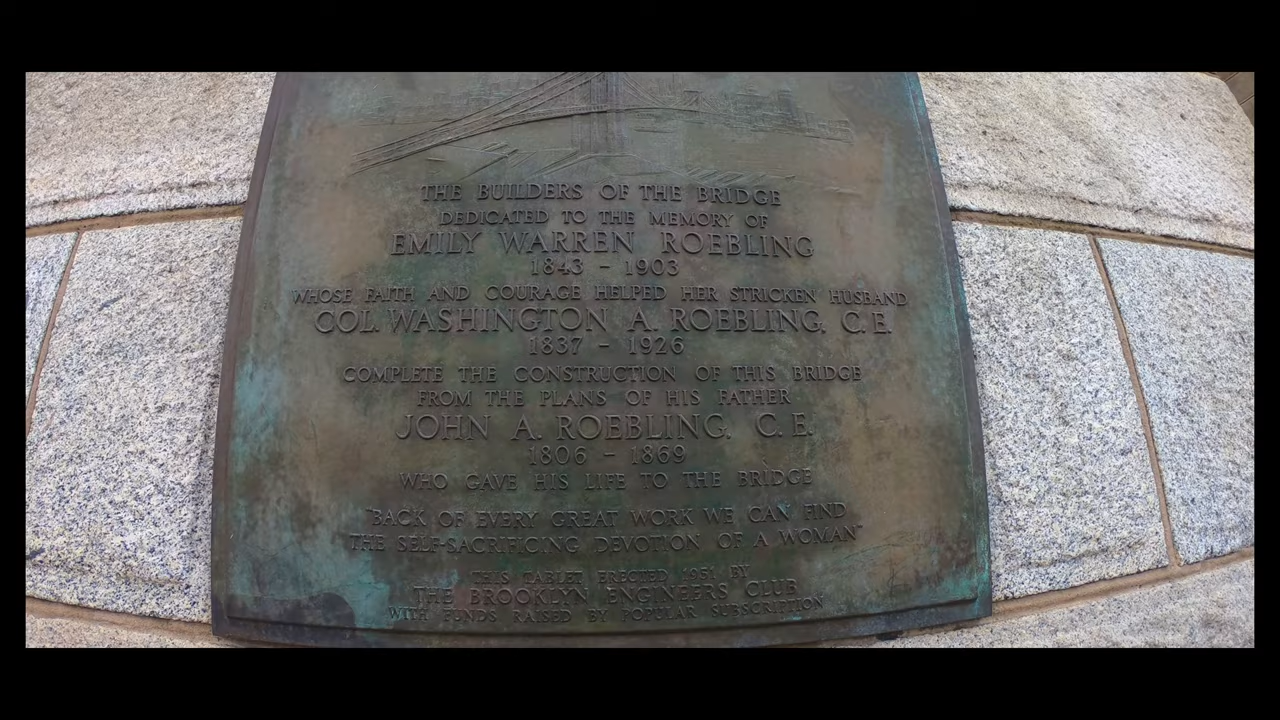 THE BUILDERS OF THE BRIDGE
DEDICATED TO THE MEMORY OF
EMILY WARREN ROEBLING
1843 - 1903
WHOSE FAITH AND COURAGE HELPED HER STRICKEN HUSBAND
COL. WASHINGTON A. ROEBLING, C.E.
1837 - 1926
COMPLETE THE CONSTRUCTION OF THIS BRIDGE
FROM THE PLANS OF HIS FATHER
JOHN A. ROEBLING, C.E.
1806 - 1869
WHO GAVE HIS LIFE TO THE BRIDGE
"BACK OF EVERY GREAT WORK WE CAN FIND
THE SELF-SACRIFICING DEVOTION OF A WOMAN"
THIS TABLET ERECTED 1951 BY
THE BROOKLYN ENGINEERS CLUB
WITH FUNDS RAISED BY POPULAR SUBSCRIPTION